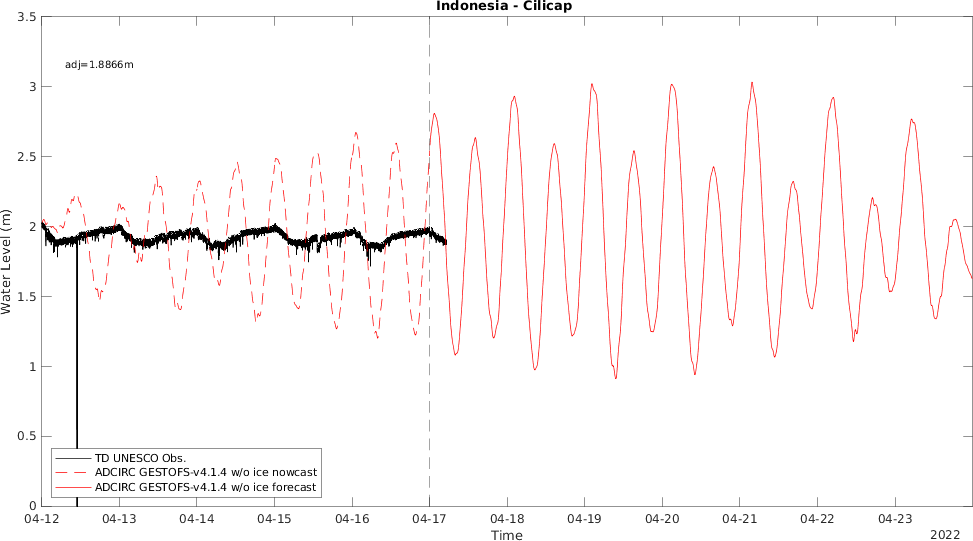 Indonesia - Cilicap
3.5
adj=1.8866m
3
2.5
2
1.5
1
0.5
0
Water Level (m)
TD UNESCO Obs.
ADCIRC GESTOFS-v4.1.4 w/o ice nowcast
ADCIRC GESTOFS-v4.1.4 w/o ice forecast
04-12 04-13 04-14 04-15 04-16 04-17 04-18 04-19 04-20 04-21 04-22 04-23
Time
2022